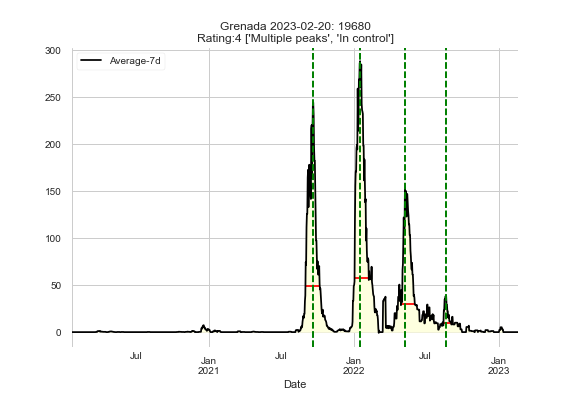 Grenada 2023-02-20: 19680
Rating:4 ['Multiple peaks', 'In control']
Average-7d
300
250
200
150
100
50
0
Jul
Jan
2021
Jul
Jan
2022
Jul
Jan
2023
Date